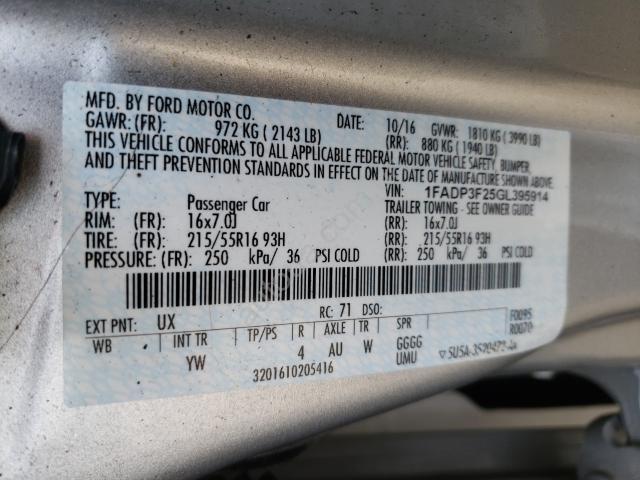 MFD. BY FORD MOTOR CO. DATE: 10/16 GVWR: 1810 KG ( 3990 LB)
GAWR: (FR): 972 KG ( 2143 LB) (RR): 880 KG ( 1940 LB)
THIS VEHICLE CONFORMS TO ALL APPLICABLE FEDERAL MOTOR VEHICLE SAFETY, BUMPER,
AND THEFT PREVENTION STANDARDS IN EFFECT ON THE DATE OF MANUFACTURE SHOWN ABOVE.
VIN: 1FADP3F25GL395914
TYPE: Passenger Car TRAILER TOWING - SEE OWNER GUIDE
RIM: (FR): 16x7.0J (RR): 16x7.0J
TIRE: (FR): 215/55R16 93H (RR): 215/55R16 93H
PRESSURE: (FR): 250 kPa/ 36 PSI COLD (RR): 250 kPa/ 36 PSI COLD
EXT PNT: UX RC: 71 DSO: F0095
R0070
WB INT TR TP/PS R AXLE TR SPR
YW 4 AU W GGGG
UMU
3201610205416